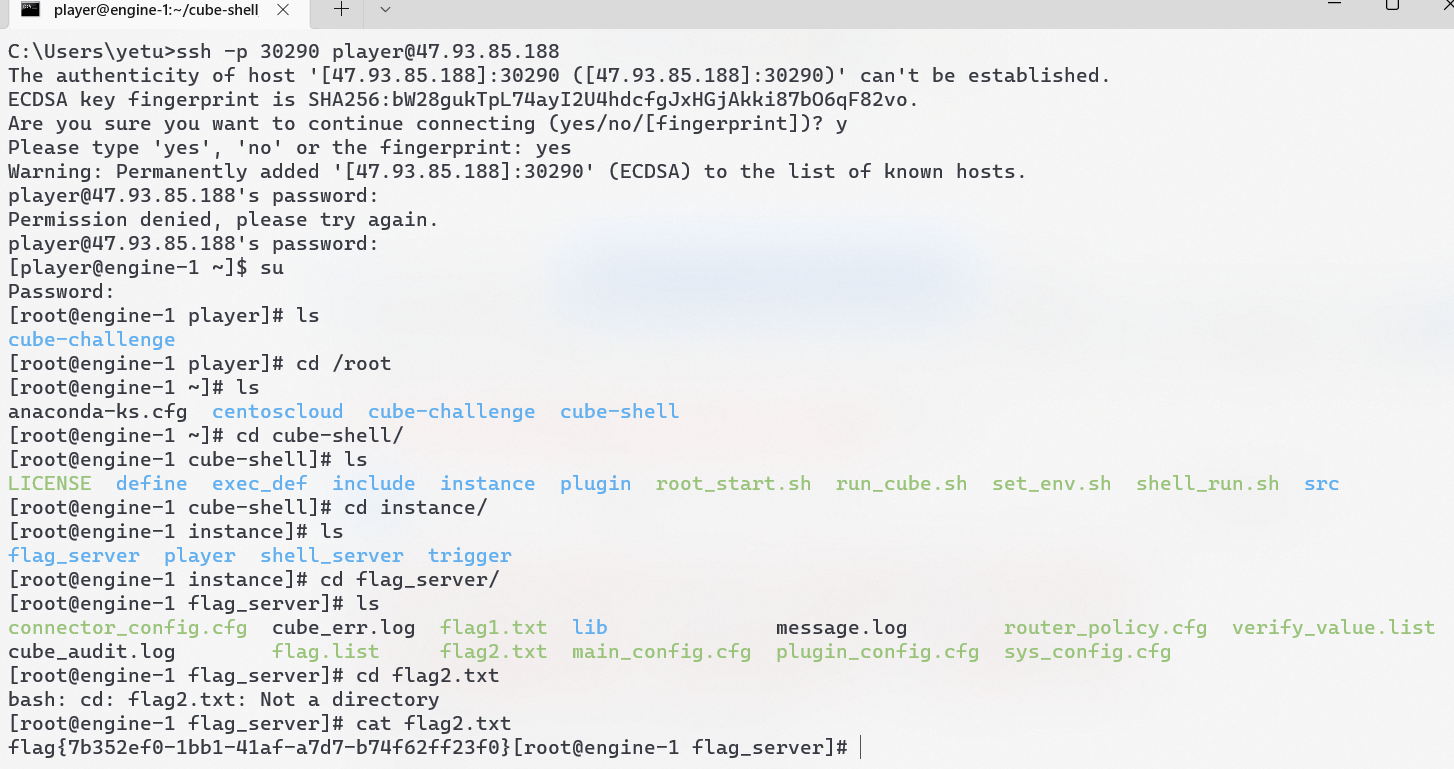 player@engine-1:~/cube-shell
C:\Users\yetu>ssh -p 30290 player@47.93.85.188
The authenticity of host '[47.93.85.188]:30290 ([47.93.85.188]:30290)' can't be established.
ECDSA key fingerprint is SHA256:bW28gukTpL74ayI2U4hdcfgJxHGjAkki87bO6qF82vo.
Are you sure you want to continue connecting (yes/no/[fingerprint])? y
Please type 'yes', 'no' or the fingerprint: yes
Warning: Permanently added '[47.93.85.188]:30290' (ECDSA) to the list of known hosts.
player@47.93.85.188's password:
Permission denied, please try again.
player@47.93.85.188's password:
[player@engine-1 ~]$ su
Password:
[root@engine-1 player]# ls
cube-challenge
[root@engine-1 player]# cd /root
[root@engine-1 ~]# ls
anaconda-ks.cfg  centoscloud  cube-challenge  cube-shell
[root@engine-1 ~]# cd cube-shell/
[root@engine-1 cube-shell]# ls
LICENSE  define  exec_def  include  instance  plugin  root_start.sh  run_cube.sh  set_env.sh  shell_run.sh  src
[root@engine-1 cube-shell]# cd instance/
[root@engine-1 instance]# ls
flag_server  player  shell_server  trigger
[root@engine-1 instance]# cd flag_server/
[root@engine-1 flag_server]# ls
connector_config.cfg  cube_err.log  flag1.txt  lib              message.log        router_policy.cfg  verify_value.list
cube_audit.log        flag.list     flag2.txt  main_config.cfg  plugin_config.cfg  sys_config.cfg
[root@engine-1 flag_server]# cd flag2.txt
bash: cd: flag2.txt: Not a directory
[root@engine-1 flag_server]# cat flag2.txt
flag{7b352ef0-1bb1-41af-a7d7-b74f62ff23f0}[root@engine-1 flag_server]#